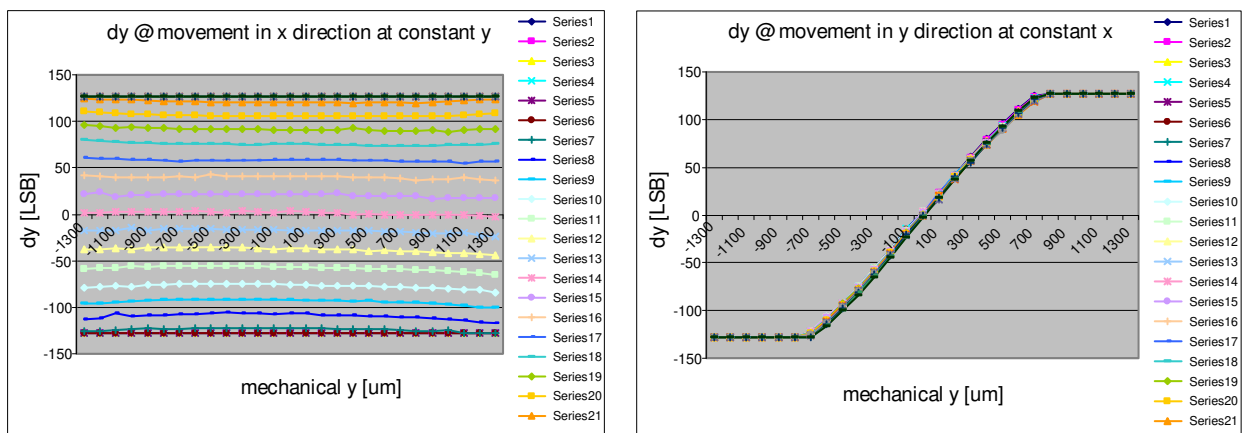 dy @ movement in x direction at constant y
150
100
50
0
-50
-100
-150
-1300
-1100
-900
-700
-500
-300
-100
100
300
500
700
900
1100
1300
dy [LSB]
mechanical y [um]
Series1
Series2
Series3
Series4
Series5
Series6
Series7
Series8
Series9
Series10
Series11
Series12
Series13
Series14
Series15
Series16
Series17
Series18
Series19
Series20
Series21
dy @ movement in y direction at constant x
150
100
50
0
-50
-100
-150
-1300
-1100
-900
-700
-500
-300
-100
100
300
500
700
900
1100
1300
dy [LSB]
mechanical y [um]
Series1
Series2
Series3
Series4
Series5
Series6
Series7
Series8
Series9
Series10
Series11
Series12
Series13
Series14
Series15
Series16
Series17
Series18
Series19
Series20
Series21